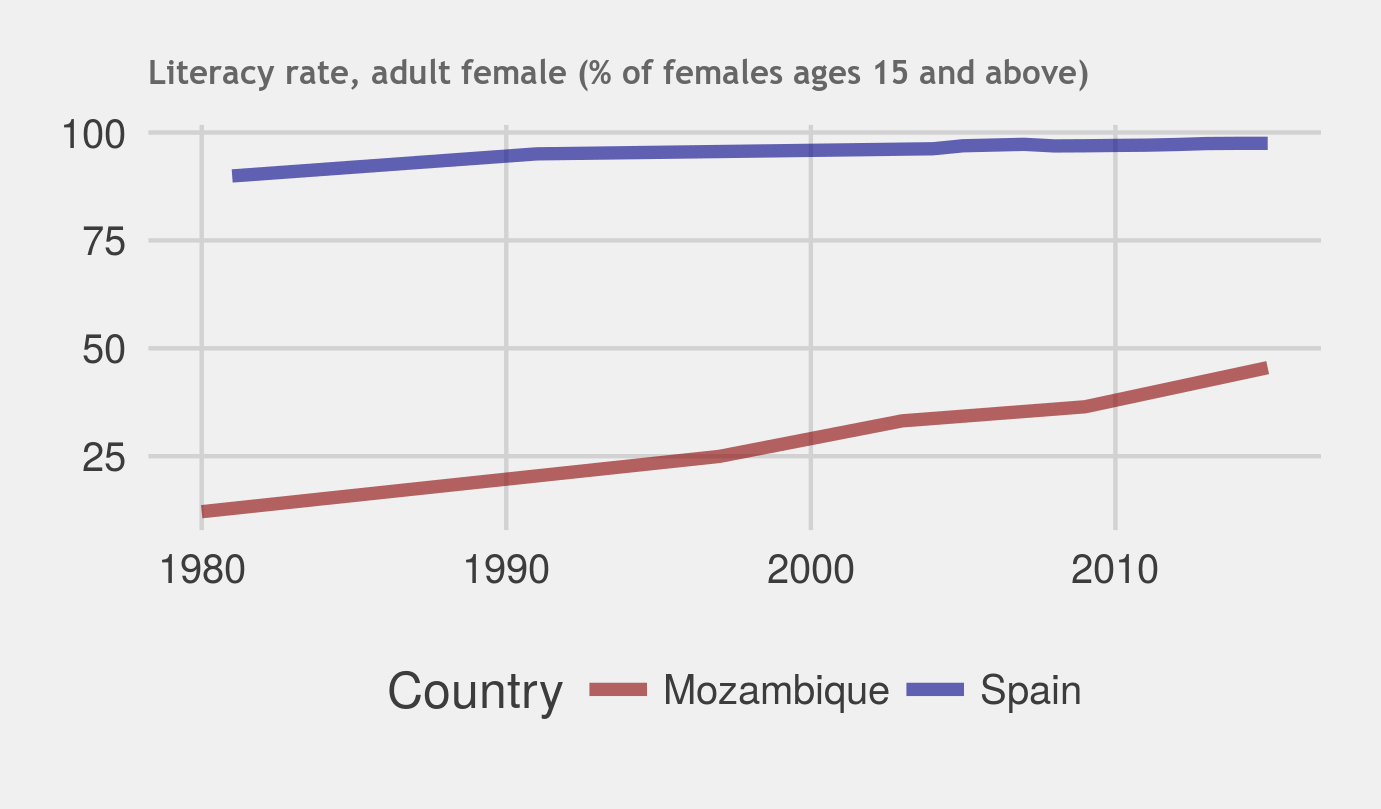 Literacy rate, adult female (% of females ages 15 and above)
100
75
50
25
1980 1990 2000 2010
Country Mozambique Spain